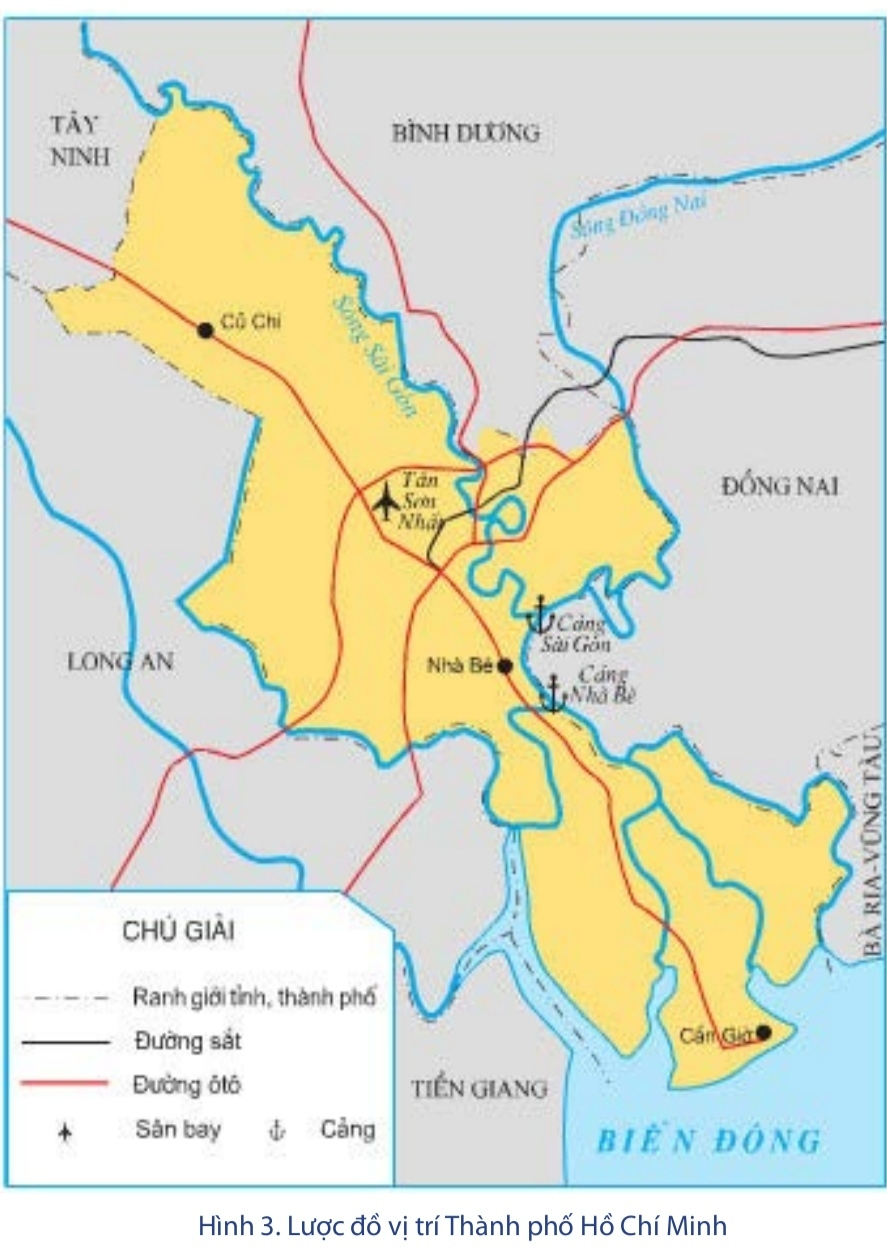 TÂY
NINH
BÌNH DƯƠNG
Sông Đồng Nai
Củ Chi
Sông Sài Gòn
Tân
Sơn
Nhất
ĐỒNG NAI
Cảng
Sài Gòn
LONG AN
Nhà Bè
Cảng
Nhà Bè
BÀ RỊA-VŨNG TÀU
CHÚ GIẢI
Ranh giới tỉnh, thành phố
Đường sắt
Đường ôtô
Sân bay
Cảng
Cần Giờ
TIỀN GIANG
BIỂN ĐÔNG
Hình 3. Lược đồ vị trí Thành phố Hồ Chí Minh